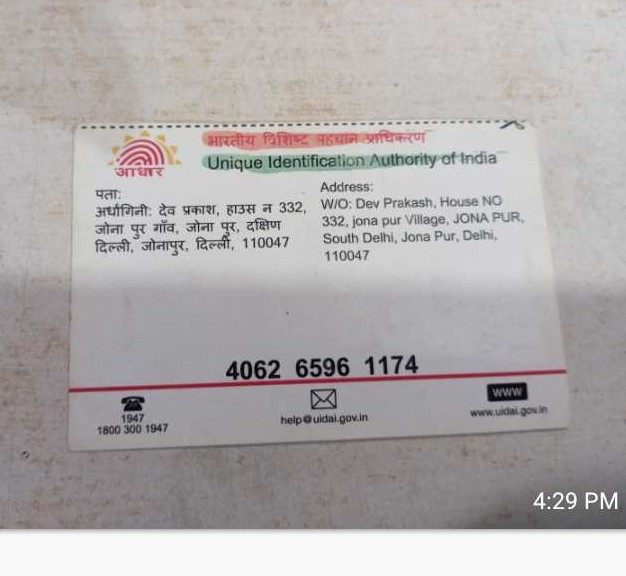 भारतीय विशिष्ट पहचान प्राधिकरण
Unique Identification Authority of India
आधार
पता:
अर्धांगिनी: देव प्रकाश, हाउस न 332,
जोना पुर गाँव, जोना पुर, दक्षिण
दिल्ली, जोनापुर, दिल्ली, 110047
Address:
W/O: Dev Prakash, House NO
332, jona pur Village, JONA PUR,
South Delhi, Jona Pur, Delhi,
110047
4062 6596 1174
1947
1800 300 1947
help@uidai.gov.in
www
www.uidai.gov.in
4:29 PM